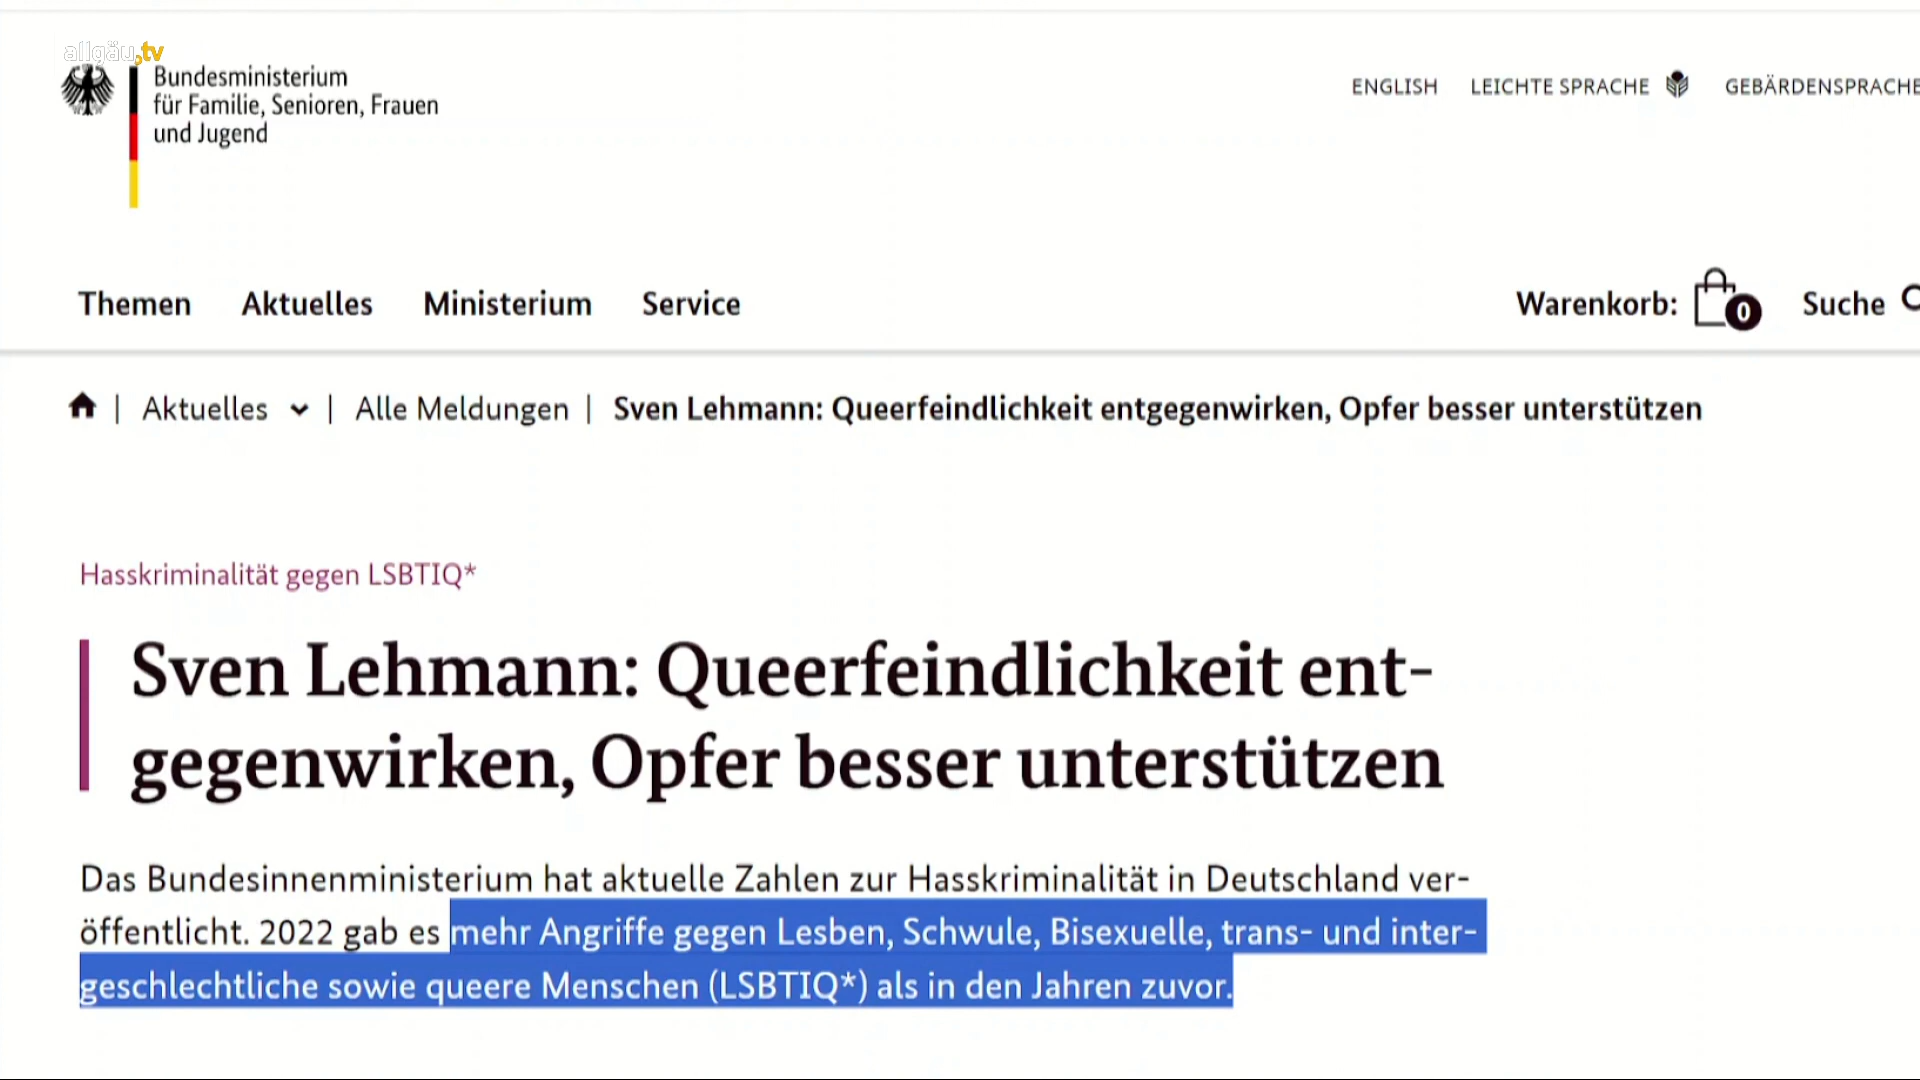 allgäu.tv
Bundesministerium
für Familie, Senioren, Frauen
und Jugend
ENGLISH LEICHTE SPRACHE GEBÄRDENSPRACHE
Themen Aktuelles Ministerium Service Warenkorb: 0 Suche
| Aktuelles | Alle Meldungen | Sven Lehmann: Queerfeindlichkeit entgegenwirken, Opfer besser unterstützen
Hasskriminalität gegen LSBTIQ*
Sven Lehmann: Queerfeindlichkeit ent-
gegenwirken, Opfer besser unterstützen
Das Bundesinnenministerium hat aktuelle Zahlen zur Hasskriminalität in Deutschland ver-
öffentlicht. 2022 gab es mehr Angriffe gegen Lesben, Schwule, Bisexuelle, trans- und inter-
geschlechtliche sowie queere Menschen (LSBTIQ*) als in den Jahren zuvor.